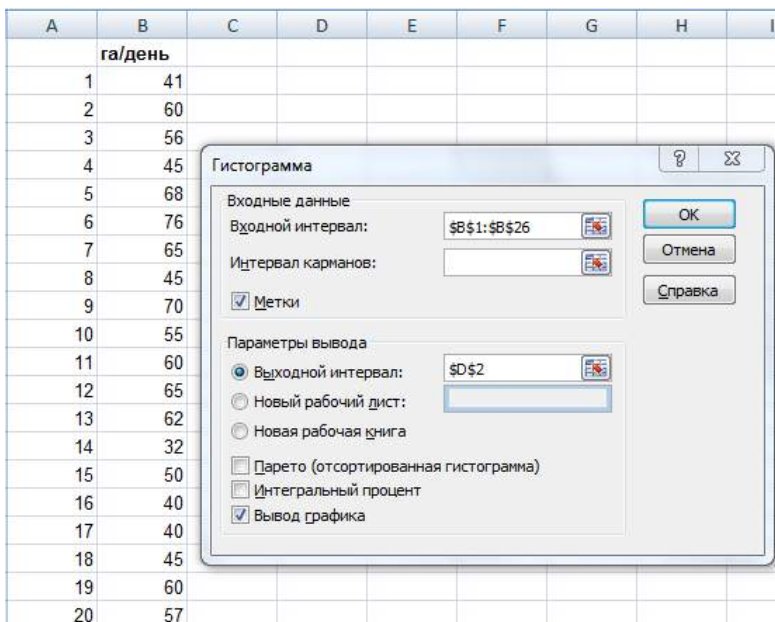 A B C D E F G H I
га/день
1 41
2 60
3 56
4 45
5 68
6 76
7 65
8 45
9 70
10 55
11 60
12 65
13 62
14 32
15 50
16 40
17 40
18 45
19 60
20 57
Гистограмма
Входные данные
Входной интервал: $B$1:$B$26
Интервал карманов:
Метки
Параметры вывода
Выходной интервал: $D$2
Новый рабочий лист:
Новая рабочая книга
Парето (отсортированная гистограмма)
Интегральный процент
Вывод графика
?
ОК
Отмена
Справка